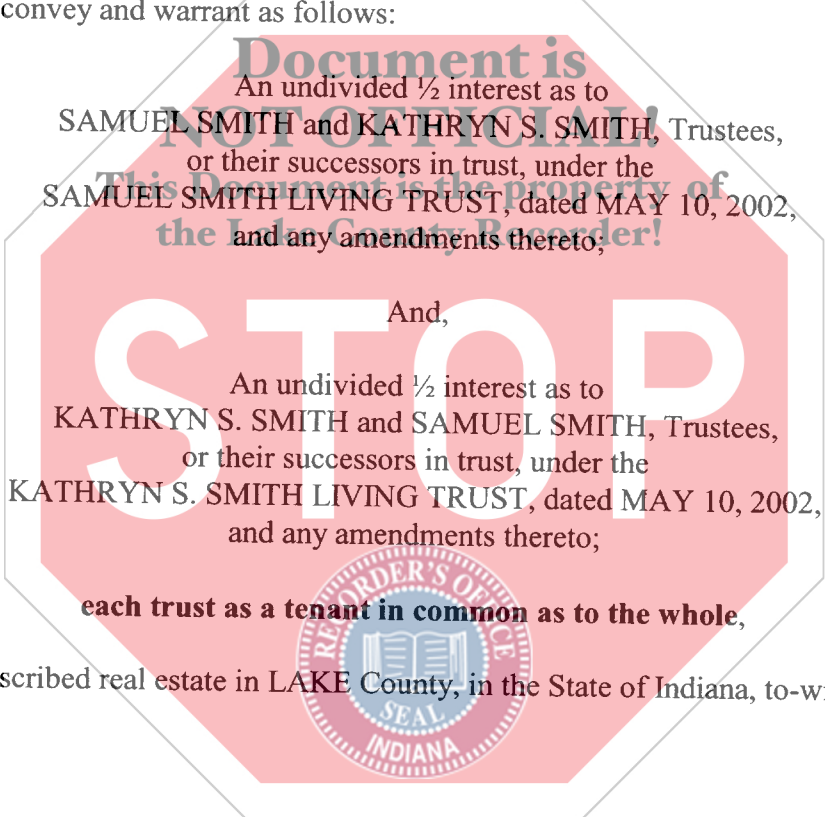 convey and warrant as follows:
Document is
An undivided ½ interest as to
NOT OFFICIAL!
SAMUEL SMITH and KATHRYN S. SMITH, Trustees,
or their successors in trust, under the
This Document is the property of
SAMUEL SMITH LIVING TRUST, dated MAY 10, 2002,
the Lake County Recorder!
and any amendments thereto;
And,
STOP
An undivided ½ interest as to
KATHRYN S. SMITH and SAMUEL SMITH, Trustees,
or their successors in trust, under the
KATHRYN S. SMITH LIVING TRUST, dated MAY 10, 2002,
and any amendments thereto;
RECORDER'S OFFICE
each trust as a tenant in common as to the whole,
scribed real estate in LAKE County, in the State of Indiana, to-w
SEAL
INDIANA